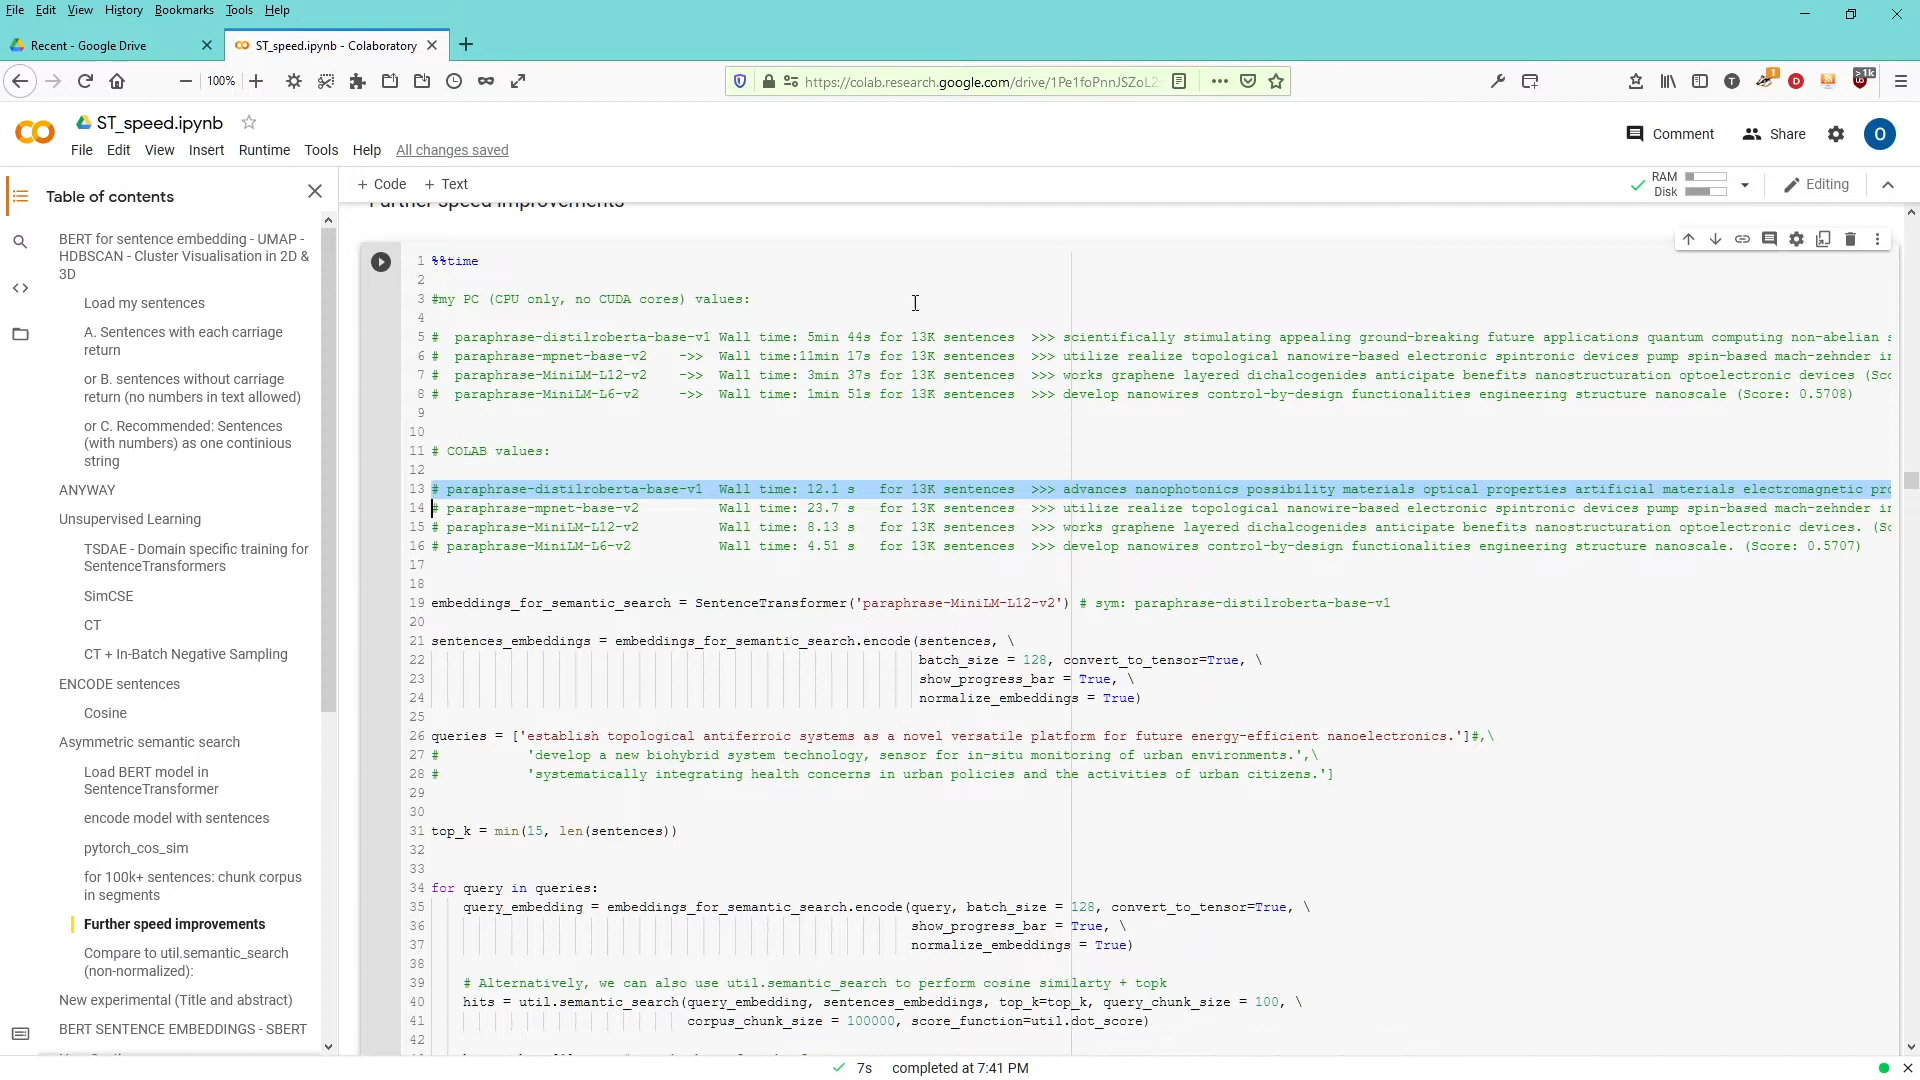 File Edit View History Bookmarks Tools Help
Recent - Google Drive
ST_speed.ipynb - Colaboratory
100%
https://colab.research.google.com/drive/1Pe1foPnnJSZoL2
1
>1k
ST_speed.ipynb
Comment
Share
O
File Edit View Insert Runtime Tools Help All changes saved
Table of contents
+ Code + Text
RAM
Disk
Editing
Further speed improvements
BERT for sentence embedding - UMAP -
HDBSCAN - Cluster Visualisation in 2D &
3D
Load my sentences
A. Sentences with each carriage
return
or B. sentences without carriage
return (no numbers in text allowed)
or C. Recommended: Sentences
(with numbers) as one continious
string
ANYWAY
Unsupervised Learning
TSDAE - Domain specific training for
SentenceTransformers
SimCSE
CT
CT + In-Batch Negative Sampling
ENCODE sentences
Cosine
Asymmetric semantic search
Load BERT model in
SentenceTransformer
encode model with sentences
pytorch_cos_sim
for 100k+ sentences: chunk corpus
in segments
Further speed improvements
Compare to util.semantic_search
(non-normalized):
New experimental (Title and abstract)
BERT SENTENCE EMBEDDINGS - SBERT
1 %%time
2
3 #my PC (CPU only, no CUDA cores) values:
4
5 #  paraphrase-distilroberta-base-v1 Wall time: 5min 44s for 13K sentences  >>> scientifically stimulating appealing ground-breaking future applications quantum computing non-abelian s
6 #  paraphrase-mpnet-base-v2    ->> Wall time:11min 17s for 13K sentences  >>> utilize realize topological nanowire-based electronic spintronic devices pump spin-based mach-zehnder in
7 #  paraphrase-MiniLM-L12-v2    ->> Wall time: 3min 37s for 13K sentences  >>> works graphene layered dichalcogenides anticipate benefits nanostructuration optoelectronic devices (Sco
8 #  paraphrase-MiniLM-L6-v2     ->> Wall time: 1min 51s for 13K sentences  >>> develop nanowires control-by-design functionalities engineering structure nanoscale (Score: 0.5708)
9
10
11 # COLAB values:
12
13 # paraphrase-distilroberta-base-v1  Wall time: 12.1 s   for 13K sentences  >>> advances nanophotonics possibility materials optical properties artificial materials electromagnetic pro
14 # paraphrase-mpnet-base-v2          Wall time: 23.7 s   for 13K sentences  >>> utilize realize topological nanowire-based electronic spintronic devices pump spin-based mach-zehnder in
15 # paraphrase-MiniLM-L12-v2          Wall time: 8.13 s   for 13K sentences  >>> works graphene layered dichalcogenides anticipate benefits nanostructuration optoelectronic devices. (Sc
16 # paraphrase-MiniLM-L6-v2           Wall time: 4.51 s   for 13K sentences  >>> develop nanowires control-by-design functionalities engineering structure nanoscale. (Score: 0.5707)
17
18
19 embeddings_for_semantic_search = SentenceTransformer('paraphrase-MiniLM-L12-v2') # sym: paraphrase-distilroberta-base-v1
20
21 sentences_embeddings = embeddings_for_semantic_search.encode(sentences, \
22 batch_size = 128, convert_to_tensor=True, \
23 show_progress_bar = True, \
24 normalize_embeddings = True)
25
26 queries = ['establish topological antiferroic systems as a novel versatile platform for future energy-efficient nanoelectronics.']#,\
27 #           'develop a new biohybrid system technology, sensor for in-situ monitoring of urban environments.',\
28 #           'systematically integrating health concerns in urban policies and the activities of urban citizens.']
29
30
31 top_k = min(15, len(sentences))
32
33
34 for query in queries:
35 query_embedding = embeddings_for_semantic_search.encode(query, batch_size = 128, convert_to_tensor=True, \
36 show_progress_bar = True, \
37 normalize_embeddings = True)
38
39 # Alternatively, we can also use util.semantic_search to perform cosine similarty + topk
40 hits = util.semantic_search(query_embedding, sentences_embeddings, top_k=top_k, query_chunk_size = 100, \
41 corpus_chunk_size = 100000, score_function=util.dot_score)
42
7s completed at 7:41 PM